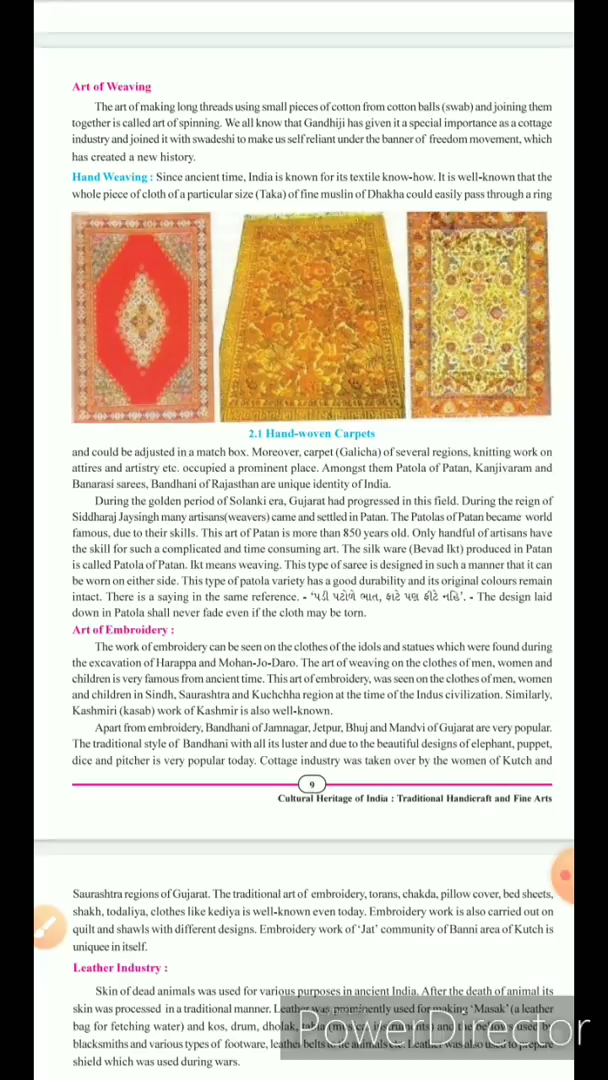 Art of Weaving
The art of making long threads using small pieces of cotton from cotton balls (swab) and joining them
together is called art of spinning. We all know that Gandhiji has given it a special importance as a cottage
industry and joined it with swadeshi to make us self reliant under the banner of freedom movement, which
has created a new history.
Hand Weaving : Since ancient time, India is known for its textile know-how. It is well-known that the
whole piece of cloth of a particular size (Taka) of fine muslin of Dhakha could easily pass through a ring
2.1 Hand-woven Carpets
and could be adjusted in a match box. Moreover, carpet (Galicha) of several regions, knitting work on
attires and artistry etc. occupied a prominent place. Amongst them Patola of Patan, Kanjivaram and
Banarasi sarees, Bandhani of Rajasthan are unique identity of India.
During the golden period of Solanki era, Gujarat had progressed in this field. During the reign of
Siddharaj Jaysingh many artisans(weavers) came and settled in Patan. The Patolas of Patan became world
famous, due to their skills. This art of Patan is more than 850 years old. Only handful of artisans have
the skill for such a complicated and time consuming art. The silk ware (Bevad Ikt) produced in Patan
is called Patola of Patan. Ikt means weaving. This type of saree is designed in such a manner that it can
be worn on either side. This type of patola variety has a good durability and its original colours remain
intact. There is a saying in the same reference. - 'પડી પટોળે ભાત, ફાટે પણ ફીટે નહિ'. - The design laid
down in Patola shall never fade even if the cloth may be torn.
Art of Embroidery :
The work of embroidery can be seen on the clothes of the idols and statues which were found during
the excavation of Harappa and Mohan-Jo-Daro. The art of weaving on the clothes of men, women and
children is very famous from ancient time. This art of embroidery, was seen on the clothes of men, women
and children in Sindh, Saurashtra and Kuchchha region at the time of the Indus civilization. Similarly,
Kashmiri (kasab) work of Kashmir is also well-known.
Apart from embroidery, Bandhani of Jamnagar, Jetpur, Bhuj and Mandvi of Gujarat are very popular.
The traditional style of Bandhani with all its luster and due to the beautiful designs of elephant, puppet,
dice and pitcher is very popular today. Cottage industry was taken over by the women of Kutch and
9
Cultural Heritage of India : Traditional Handicraft and Fine Arts
Saurashtra regions of Gujarat. The traditional art of embroidery, torans, chakda, pillow cover, bed sheets,
shakh, todaliya, clothes like kediya is well-known even today. Embroidery work is also carried out on
quilt and shawls with different designs. Embroidery work of 'Jat' community of Banni area of Kutch is
uniquee in itself.
Leather Industry :
Skin of dead animals was used for various purposes in ancient India. After the death of animal its
skin was processed in a traditional manner. Leather was prominently used for making 'Masak' (a leather
bag for fetching water) and kos, drum, dholak, tabla (musical instruments) and the bellows used by
blacksmiths and various types of footware, leather belts to tie animals etc. Leather was also used to prepare
shield which was used during wars.
PowerDirector